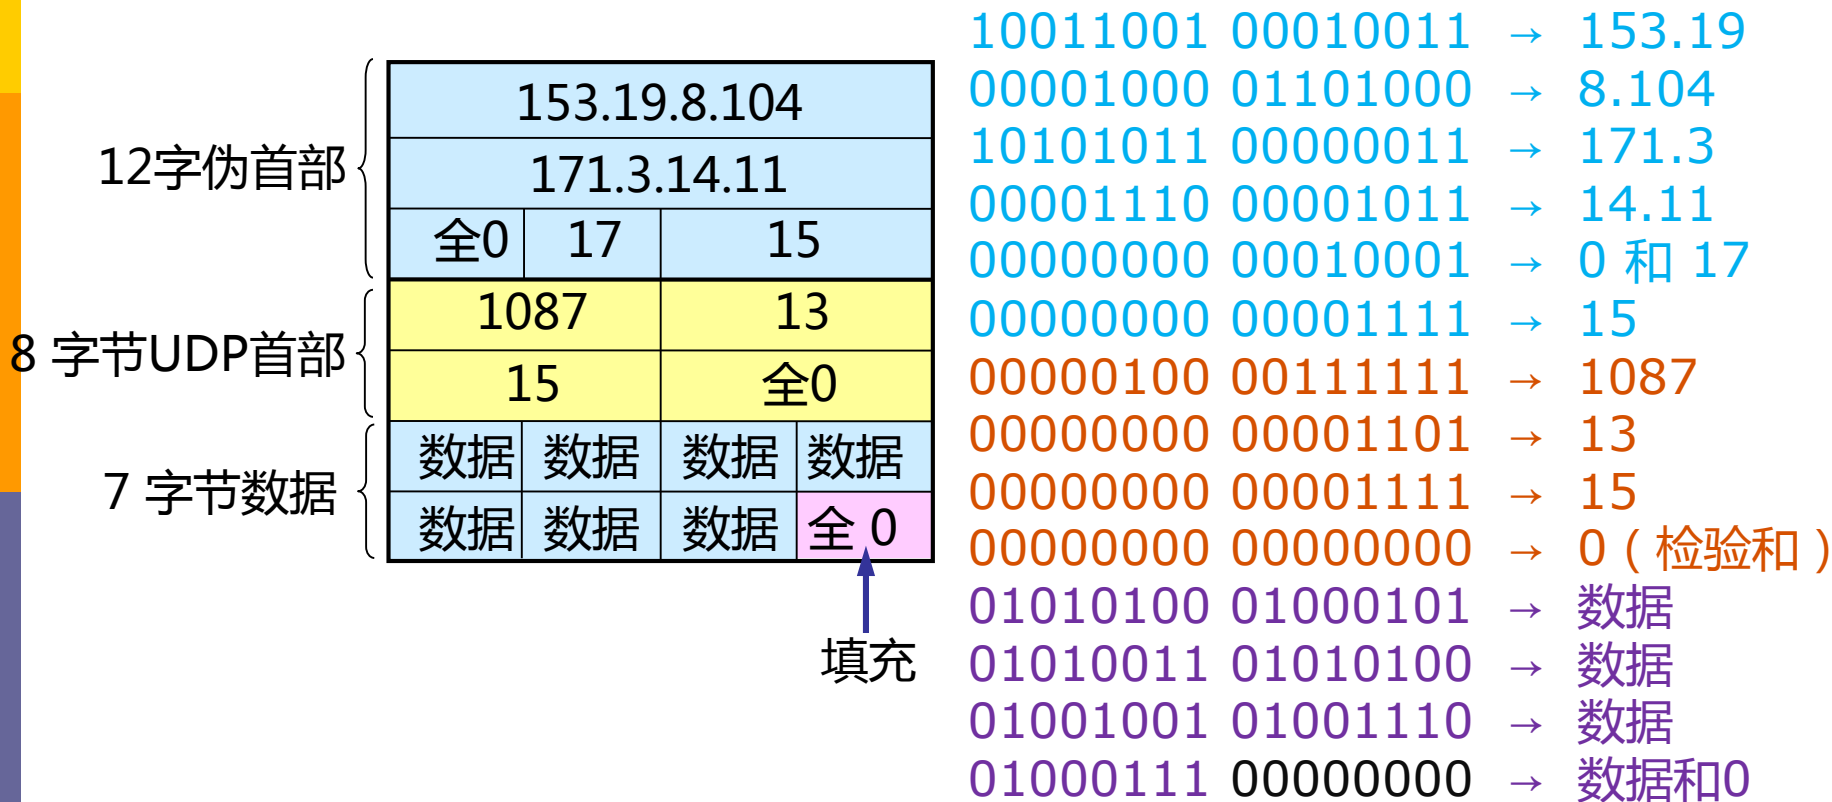 12字伪首部
153.19.8.104
171.3.14.11
全0 17 15
8 字节UDP首部
1087 13
15 全0
7 字节数据
数据 数据 数据 数据
数据 数据 数据 全 0
填充
10011001 00010011 → 153.19
00001000 01101000 → 8.104
10101011 00000011 → 171.3
00001110 00001011 → 14.11
00000000 00010001 → 0 和 17
00000000 00001111 → 15
00000100 00111111 → 1087
00000000 00001101 → 13
00000000 00001111 → 15
00000000 00000000 → 0（检验和）
01010100 01000101 → 数据
01010011 01010100 → 数据
01001001 01001110 → 数据
01000111 00000000 → 数据和0